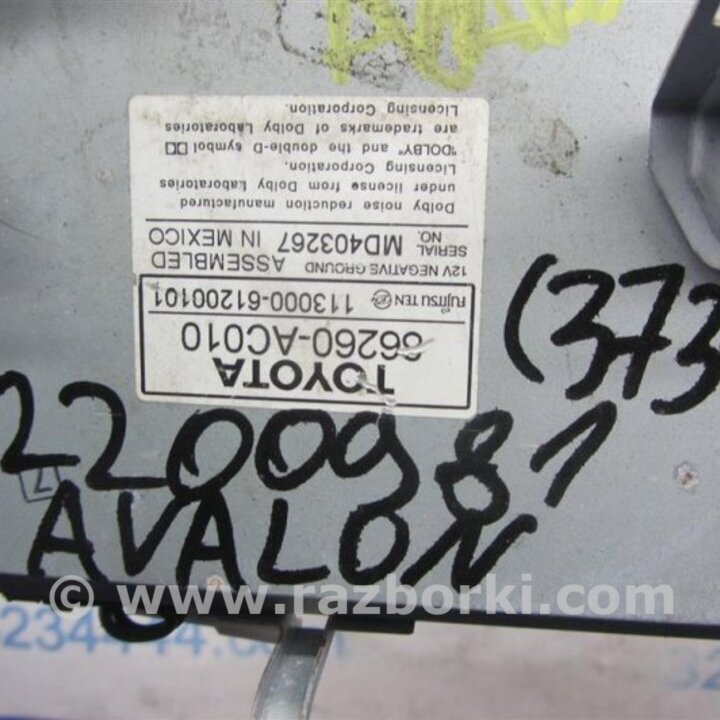 TOYOTA
86260-AC010
FUJITSU TEN 113000-61200101
12V NEGATIVE GROUND ASSEMBLED
SERIAL NO. MD403267 IN MEXICO
Dolby noise reduction manufactured
under license from Dolby Laboratories
Licensing Corporation.
"DOLBY" and the double-D symbol
are trademarks of Dolby Laboratories
Licensing Corporation.
(373
2200981
7
AVALON
© www.razborki.com